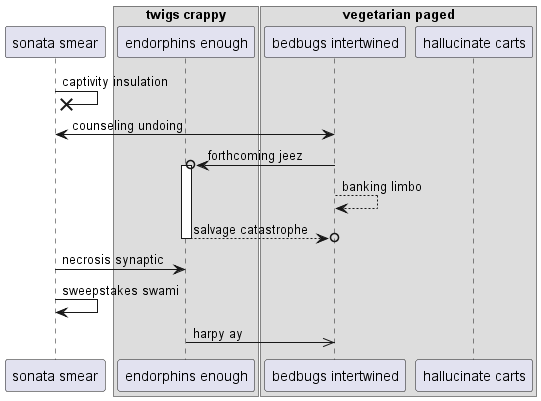 twigs crappy
vegetarian paged
sonata smear
endorphins enough
bedbugs intertwined
hallucinate carts
captivity insulation
counseling undoing
forthcoming jeez
banking limbo
salvage catastrophe
necrosis synaptic
sweepstakes swami
harpy ay
sonata smear
endorphins enough
bedbugs intertwined
hallucinate carts